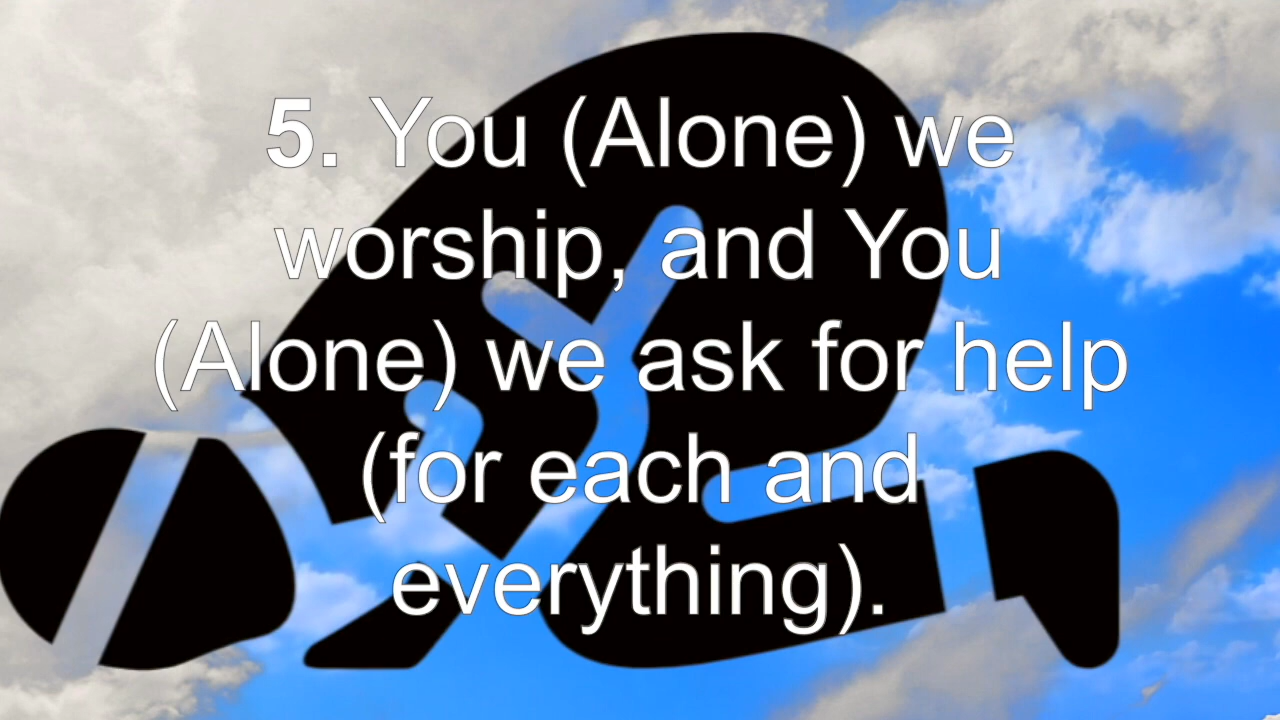 5. You (Alone) we
worship, and You
(Alone) we ask for help
(for each and
everything).